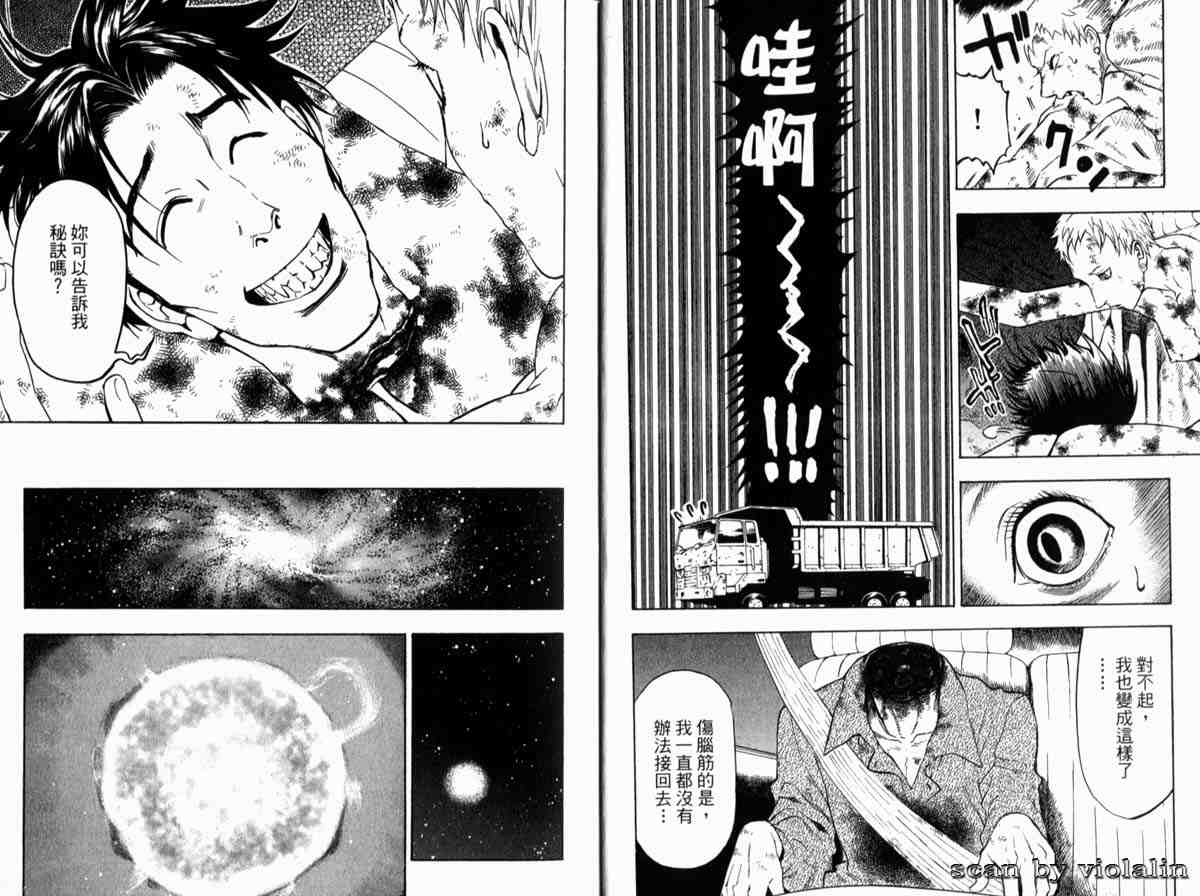 ギ
!
ク
哇
啊
~
!!!
對不起，
我也變成這樣了
……
傷腦筋的是，
我一直都沒有
辦法接回去…
妳可以告訴我
秘訣嗎？
scan by violalin